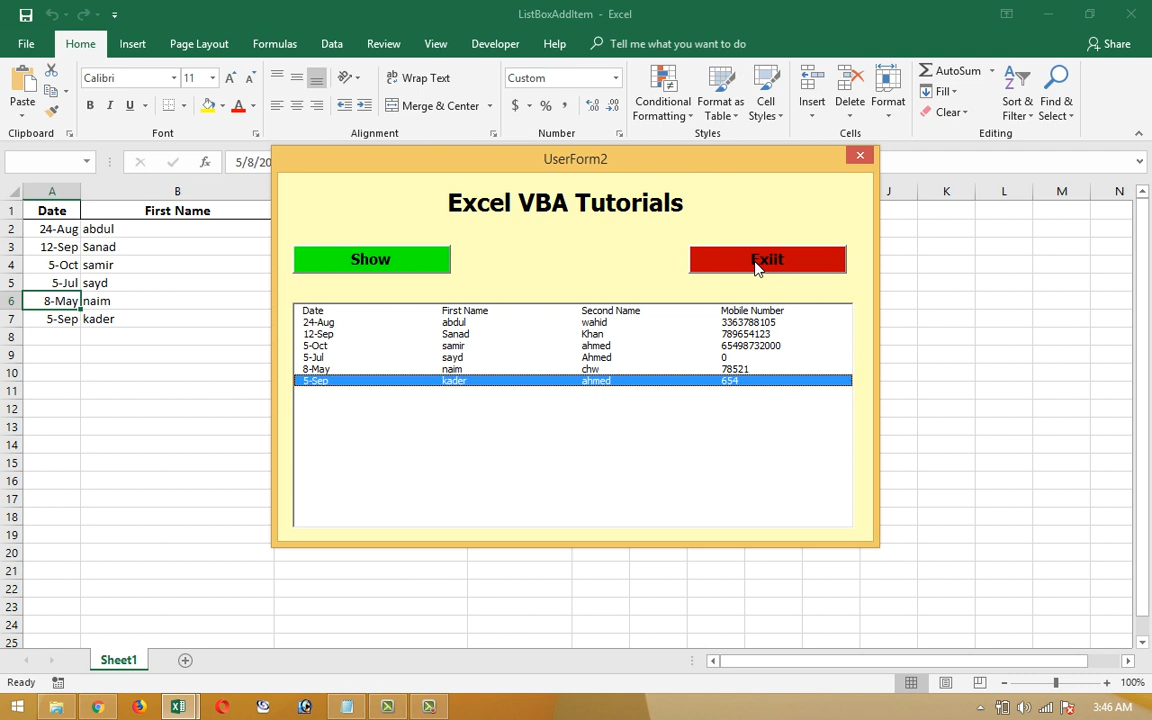 ListBoxAddItem - Excel
File Home Insert Page Layout Formulas Data Review View Developer Help Tell me what you want to do Share
Paste Calibri 11 Wrap Text Custom Conditional Formatting Format as Table Cell Styles Insert Delete Format AutoSum Sort & Filter Find & Select
B I U Merge & Center $ % , Fill Clear
Clipboard Font Alignment Number Styles Cells Editing
fx 5/8/20
UserForm2
A B J K L M N
Excel VBA Tutorials
1 Date First Name
2 24-Aug abdul
3 12-Sep Sanad
4 5-Oct samir
5 5-Jul sayd
6 8-May naim
7 5-Sep kader
8
9
10
11
12
13
14
15
16
17
18
19
20
21
22
23
24
25
Show Exiit
Date First Name Second Name Mobile Number
24-Aug abdul wahid 3363788105
12-Sep Sanad Khan 789654123
5-Oct samir ahmed 65498732000
5-Jul sayd Ahmed 0
8-May naim chw 78521
5-Sep kader ahmed 654
Sheet1
Ready 100%
3:46 AM